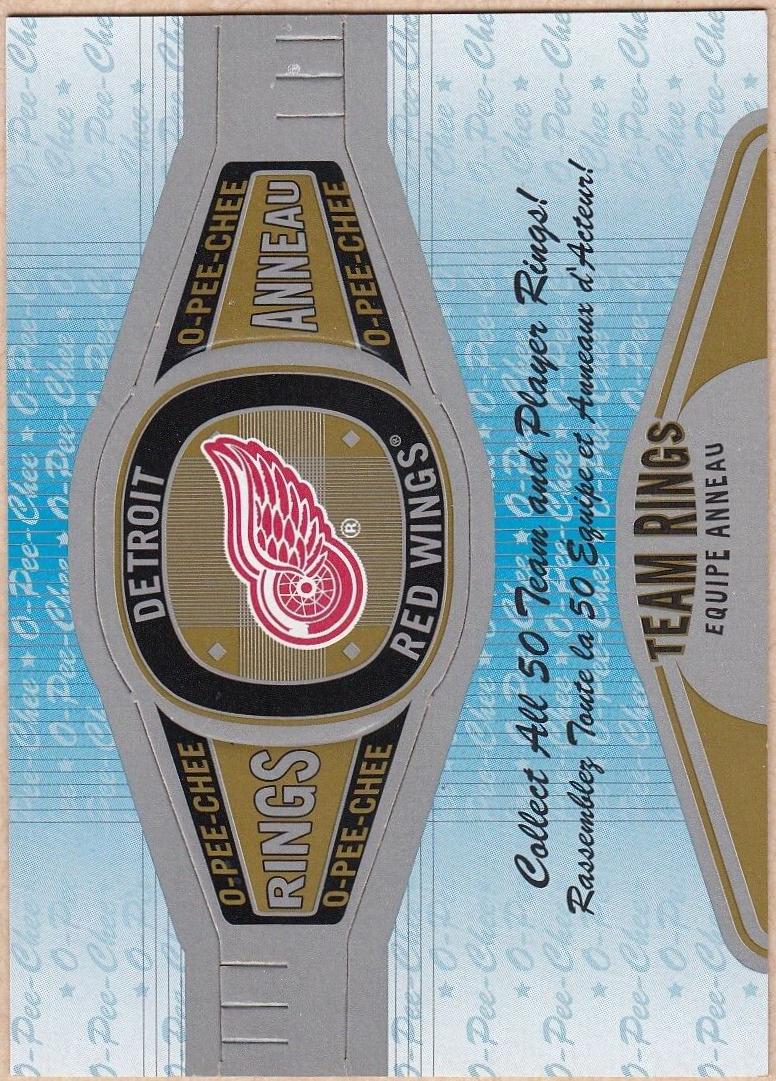 O-PEE-CHEE O-PEE-CHEE
RINGS ANNEAU
O-PEE-CHEE O-PEE-CHEE
DETROIT
®
RED WINGS®
Collect All 50 Team and Player Rings!
Rassemblez Toute la 50 Équipe et Anneaux d'Acteur!
TEAM RINGS
EQUIPE ANNEAU